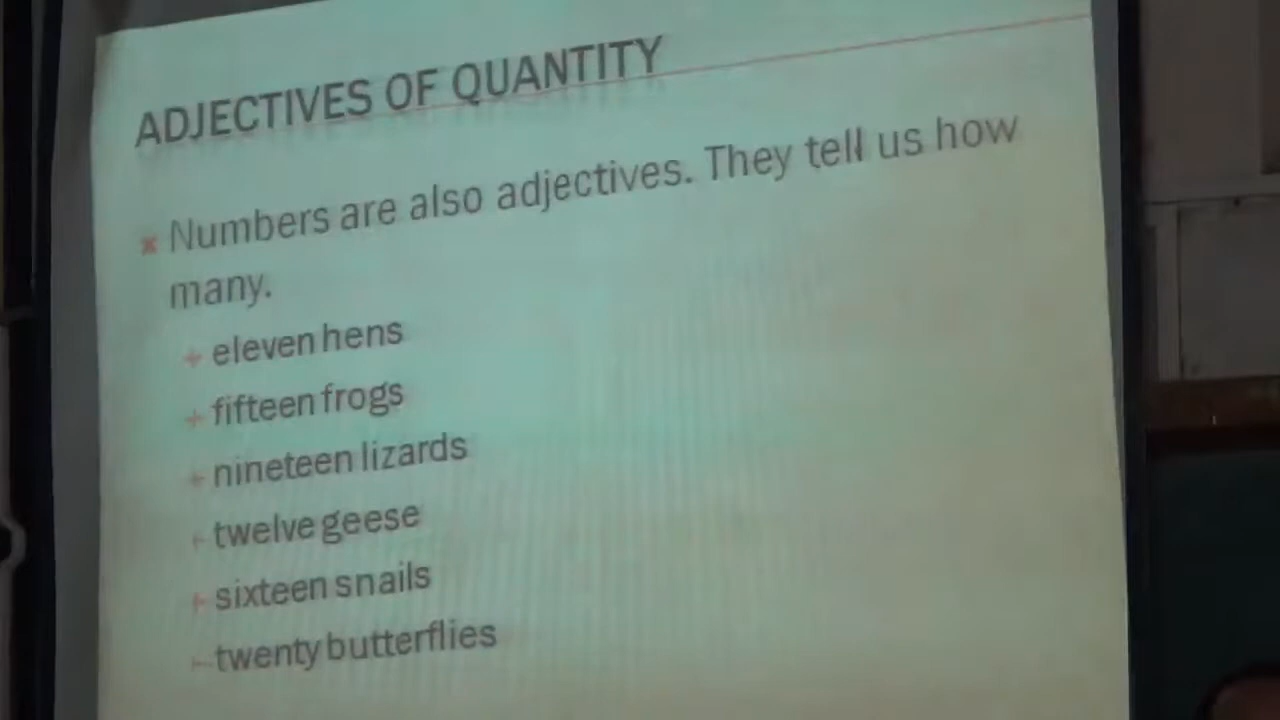 ADJECTIVES OF QUANTITY
Numbers are also adjectives. They tell us how
many.
eleven hens
fifteen frogs
nineteen lizards
twelve geese
sixteen snails
twenty butterflies